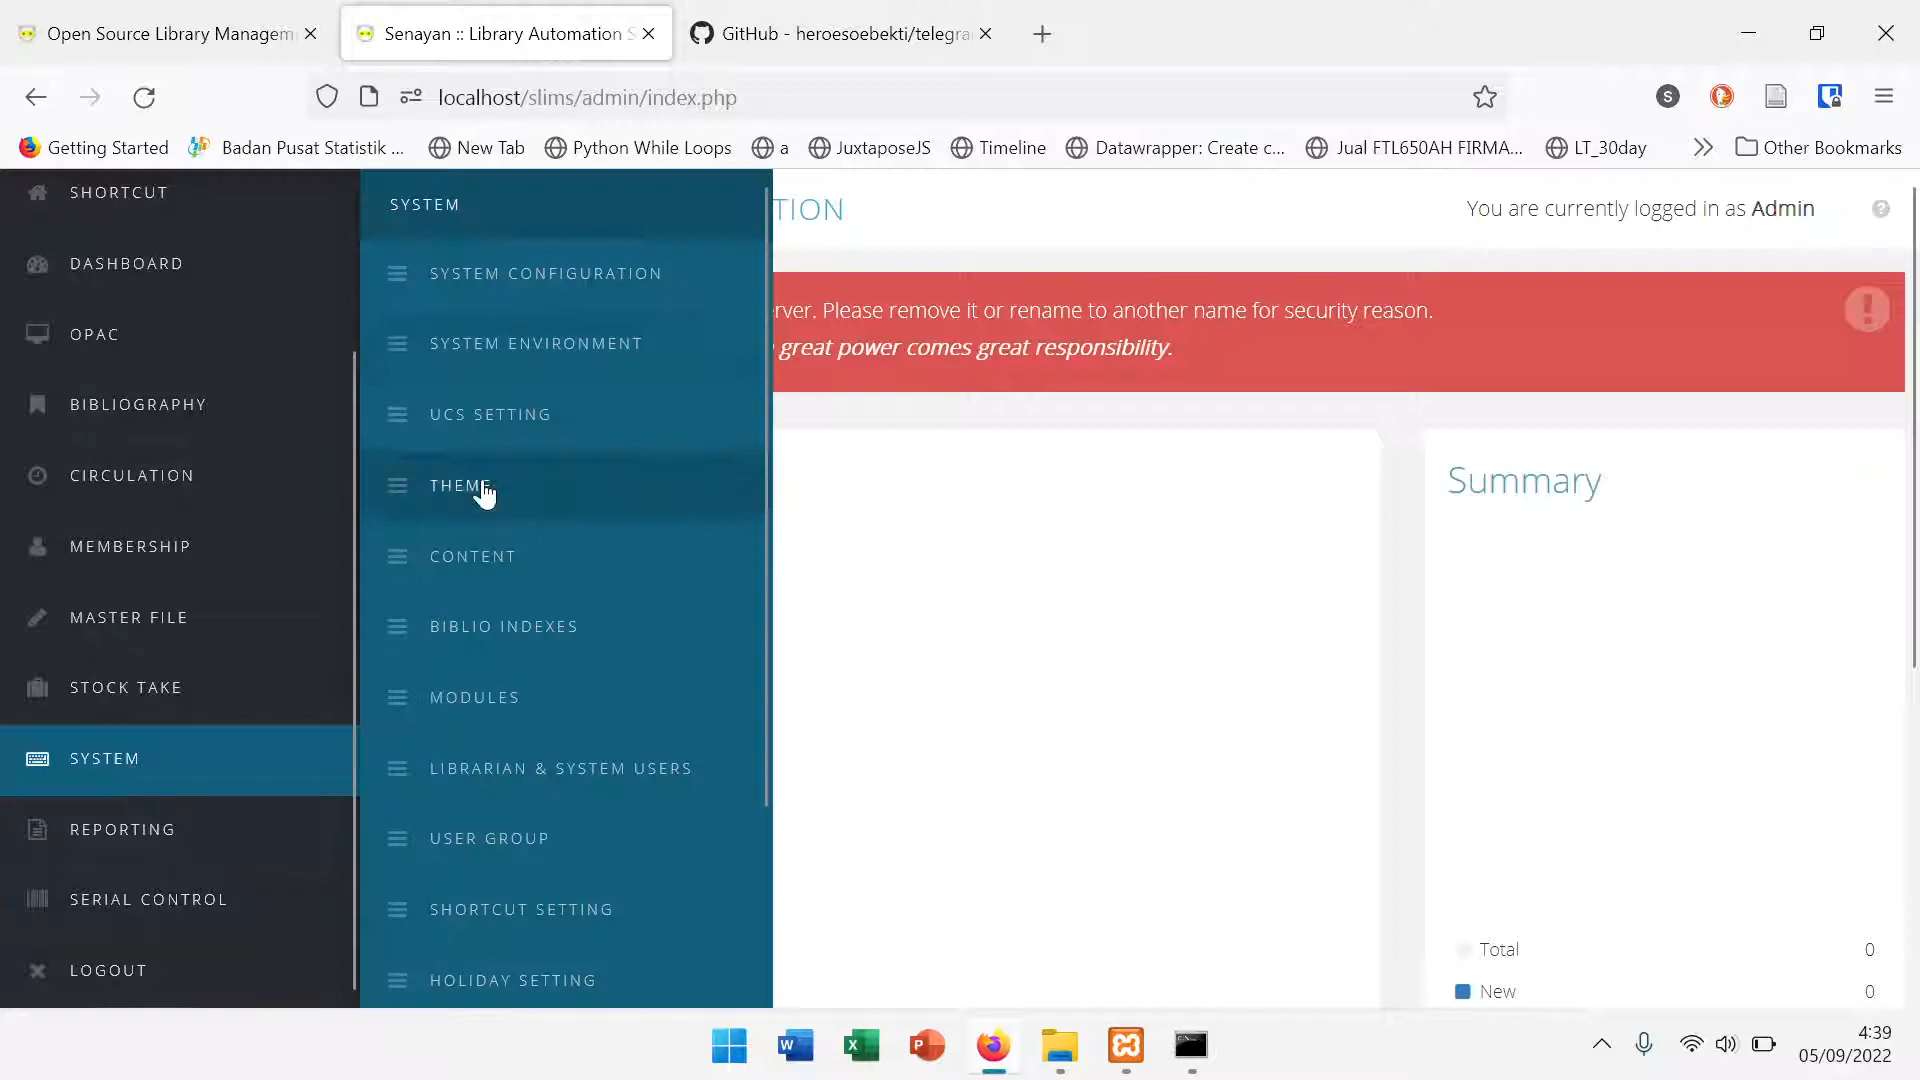 Open Source Library Managem
Senayan :: Library Automation S
GitHub - heroesoebekti/telegra
localhost/slims/admin/index.php
S
Getting Started
Badan Pusat Statistik ...
New Tab
Python While Loops
a
JuxtaposeJS
Timeline
Datawrapper: Create c...
Jual FTL650AH FIRMA...
LT_30day
Other Bookmarks
SHORTCUT
DASHBOARD
OPAC
BIBLIOGRAPHY
CIRCULATION
MEMBERSHIP
MASTER FILE
STOCK TAKE
SYSTEM
REPORTING
SERIAL CONTROL
LOGOUT
SYSTEM
SYSTEM CONFIGURATION
SYSTEM ENVIRONMENT
UCS SETTING
THEME
CONTENT
BIBLIO INDEXES
MODULES
LIBRARIAN & SYSTEM USERS
USER GROUP
SHORTCUT SETTING
HOLIDAY SETTING
TION
You are currently logged in as Admin
rver. Please remove it or rename to another name for security reason.
great power comes great responsibility.
Summary
Total 0
New 0
4:39
05/09/2022